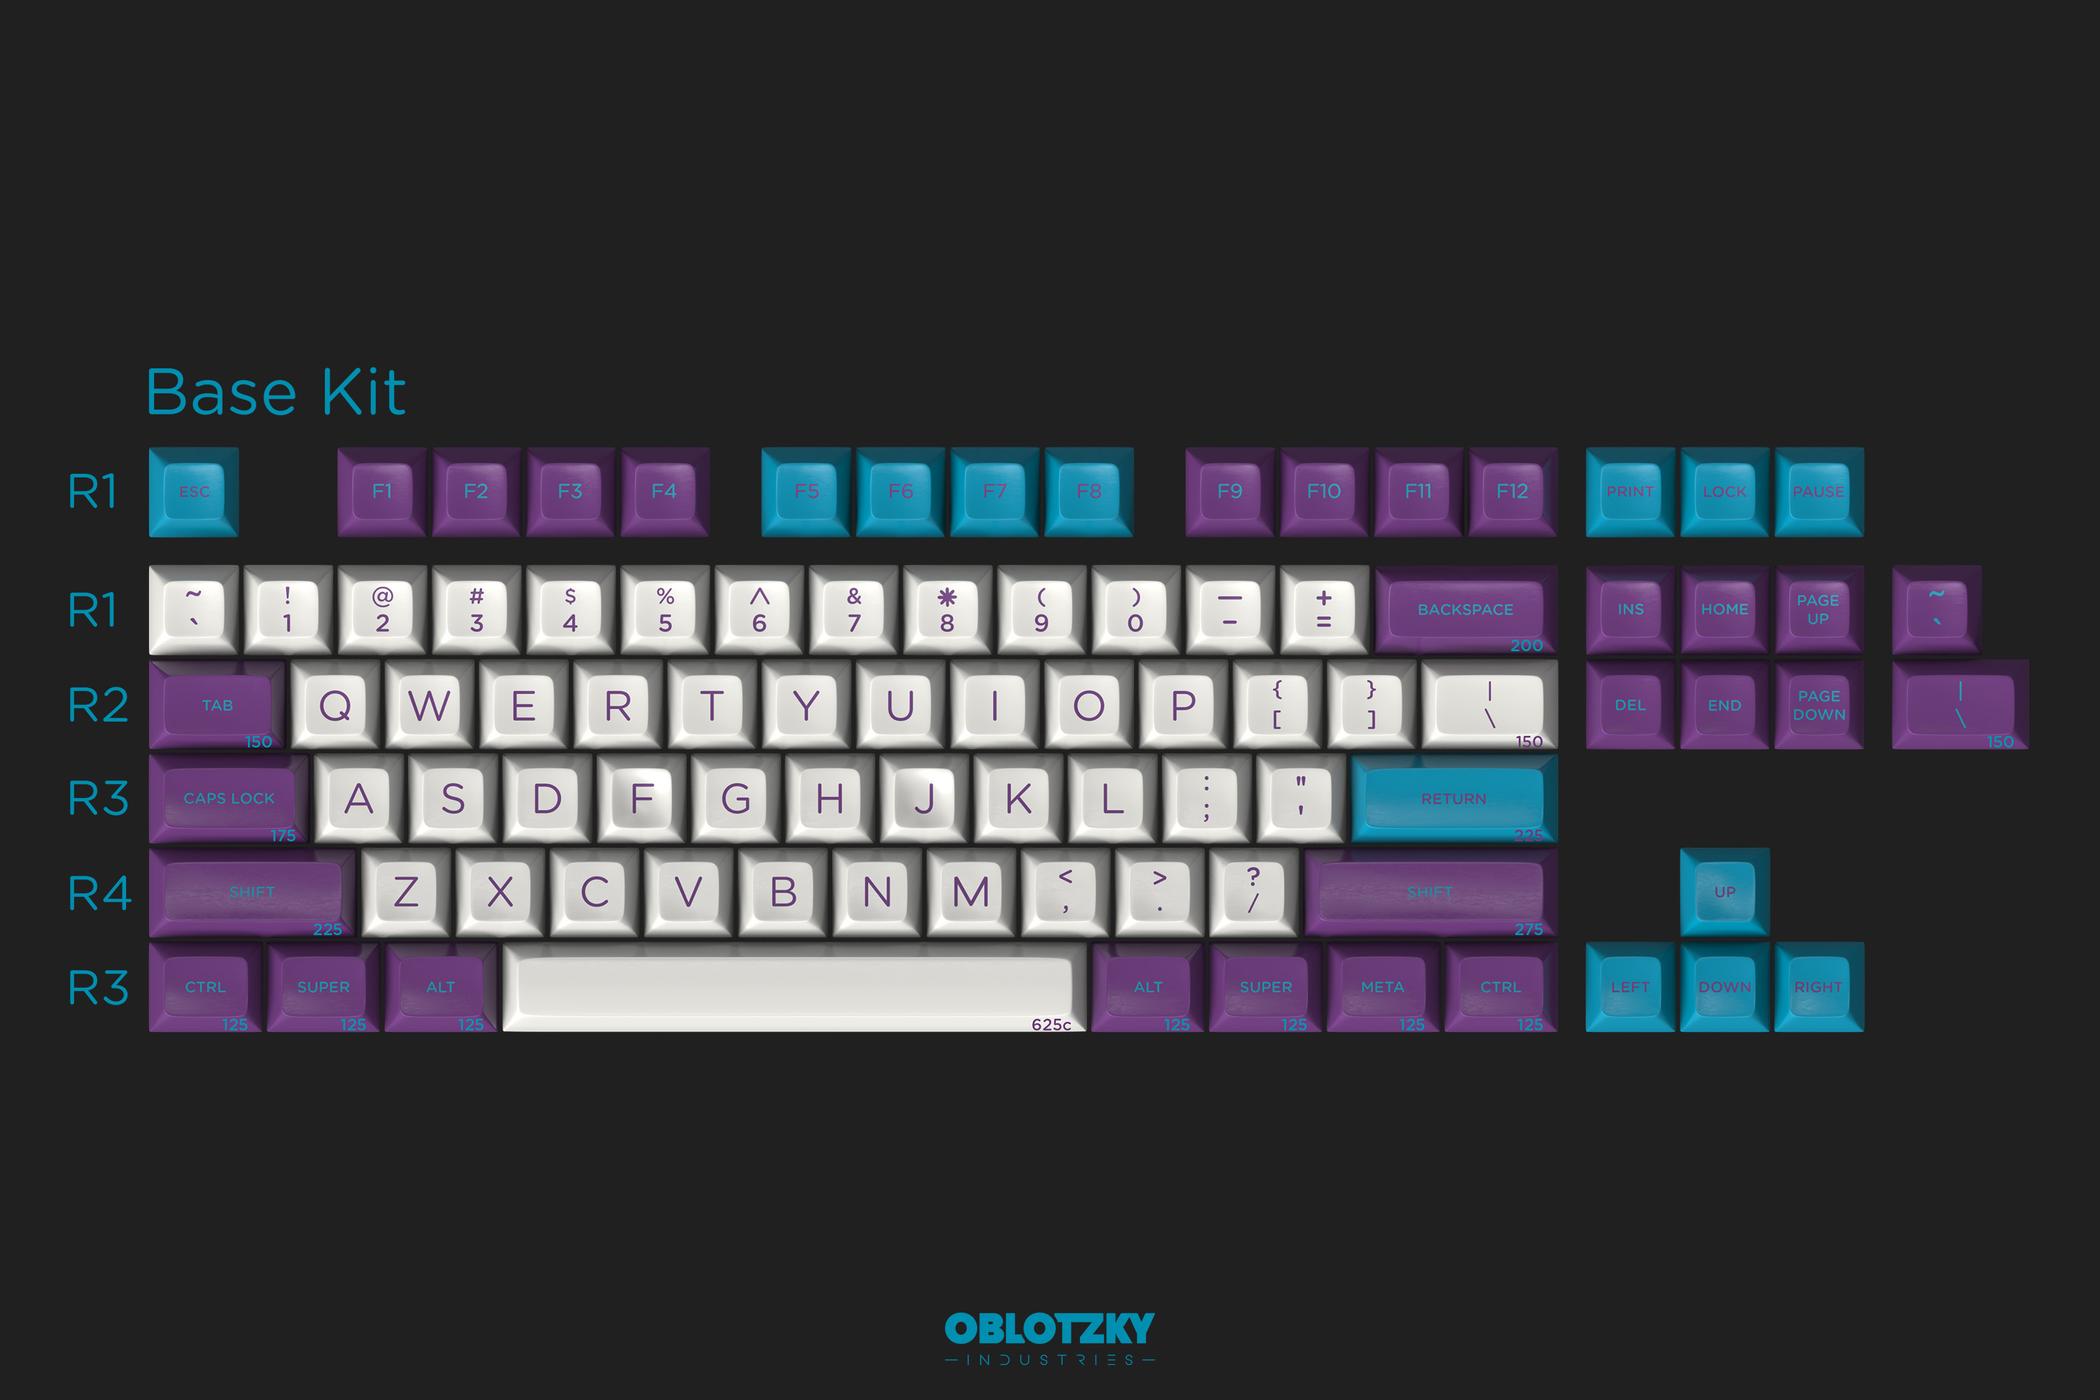 Base Kit
R1 ESC F1 F2 F3 F4 F5 F6 F7 F8 F9 F10 F11 F12 PRINT LOCK PAUSE
~ ! @ # $ % ^ & * ( ) — + PAGE ~
R1 ` 1 2 3 4 5 6 7 8 9 0 - = BACKSPACE INS HOME UP `
200
R2 TAB Q W E R T Y U I O P { } | DEL END PAGE |
[ ] \ DOWN \
150 150 150
R3 CAPS LOCK A S D F G H J K L : " RETURN
; '
175 225
R4 SHIFT Z X C V B N M < > ? SHIFT UP
, . /
225 275
R3 CTRL SUPER ALT ALT SUPER META CTRL LEFT DOWN RIGHT
125 125 125 625c 125 125 125 125
OBLOTZKY
INDUSTRIES